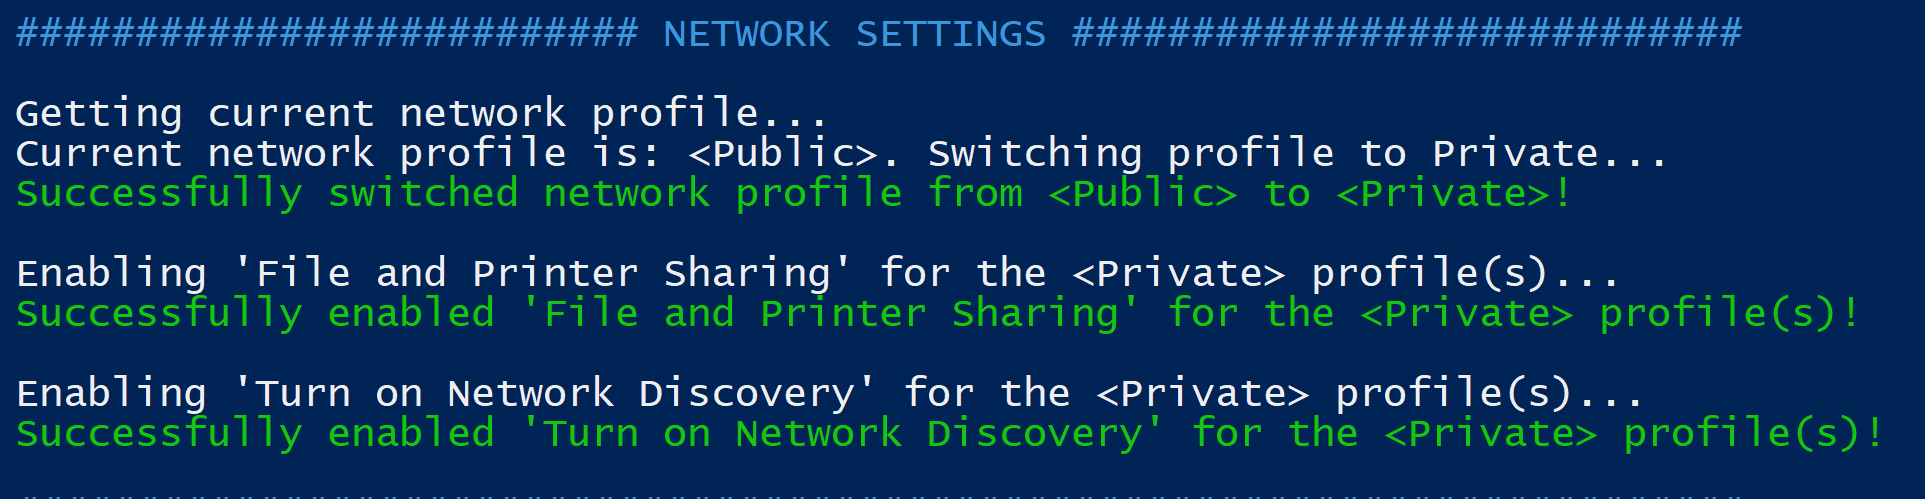 ########################## NETWORK SETTINGS ############################
Getting current network profile...
Current network profile is: <Public>. Switching profile to Private...
Successfully switched network profile from <Public> to <Private>!
Enabling 'File and Printer Sharing' for the <Private> profile(s)...
Successfully enabled 'File and Printer Sharing' for the <Private> profile(s)!
Enabling 'Turn on Network Discovery' for the <Private> profile(s)...
Successfully enabled 'Turn on Network Discovery' for the <Private> profile(s)!